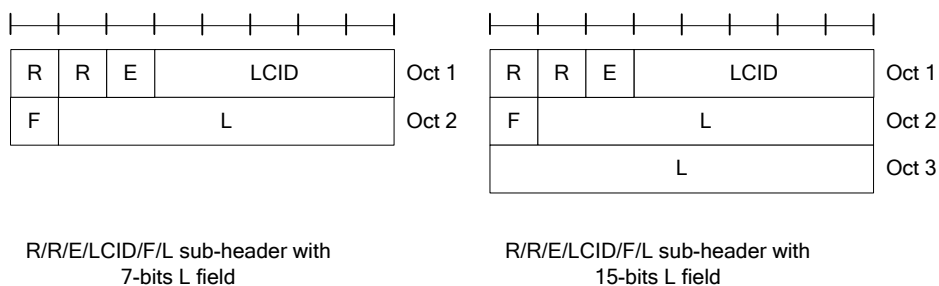 R R E LCID Oct 1
F L Oct 2
R/R/E/LCID/F/L sub-header with
7-bits L field
R R E LCID Oct 1
F L Oct 2
L Oct 3
R/R/E/LCID/F/L sub-header with
15-bits L field